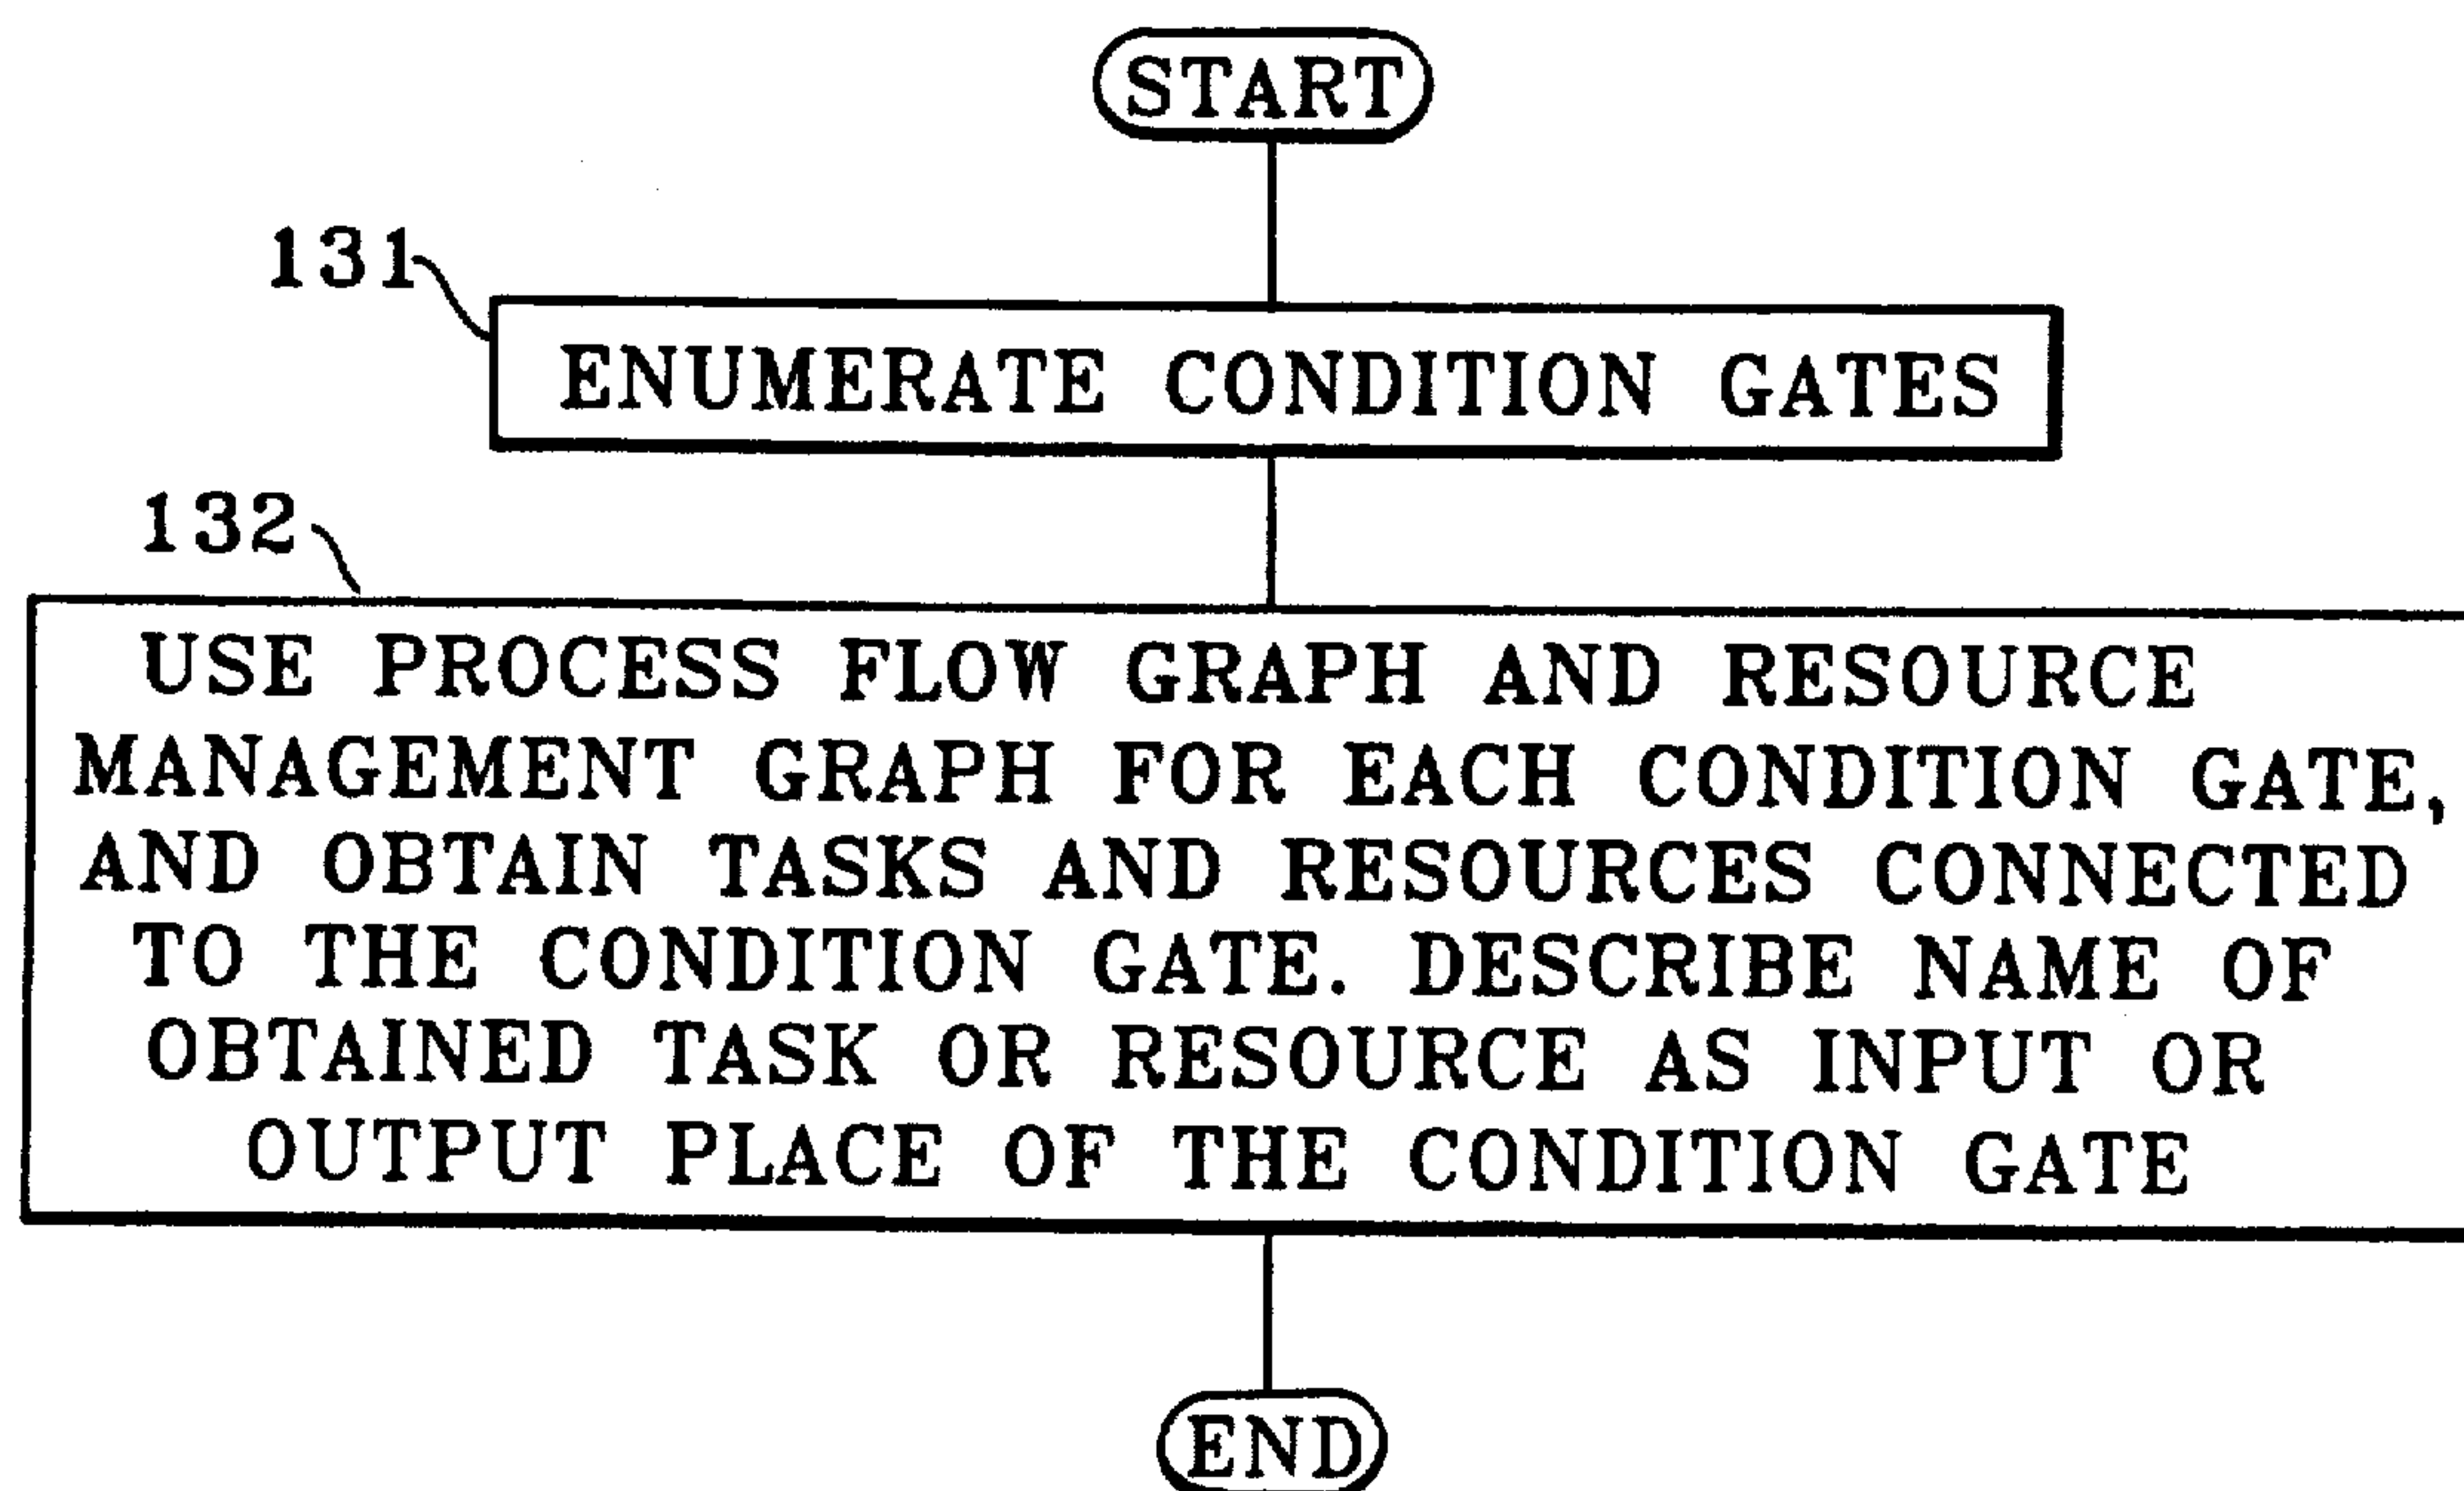 START
131
ENUMERATE CONDITION GATES
132
USE PROCESS FLOW GRAPH AND RESOURCE
MANAGEMENT GRAPH FOR EACH CONDITION GATE,
AND OBTAIN TASKS AND RESOURCES CONNECTED
TO THE CONDITION GATE. DESCRIBE NAME OF
OBTAINED TASK OR RESOURCE AS INPUT OR
OUTPUT PLACE OF THE CONDITION GATE
END